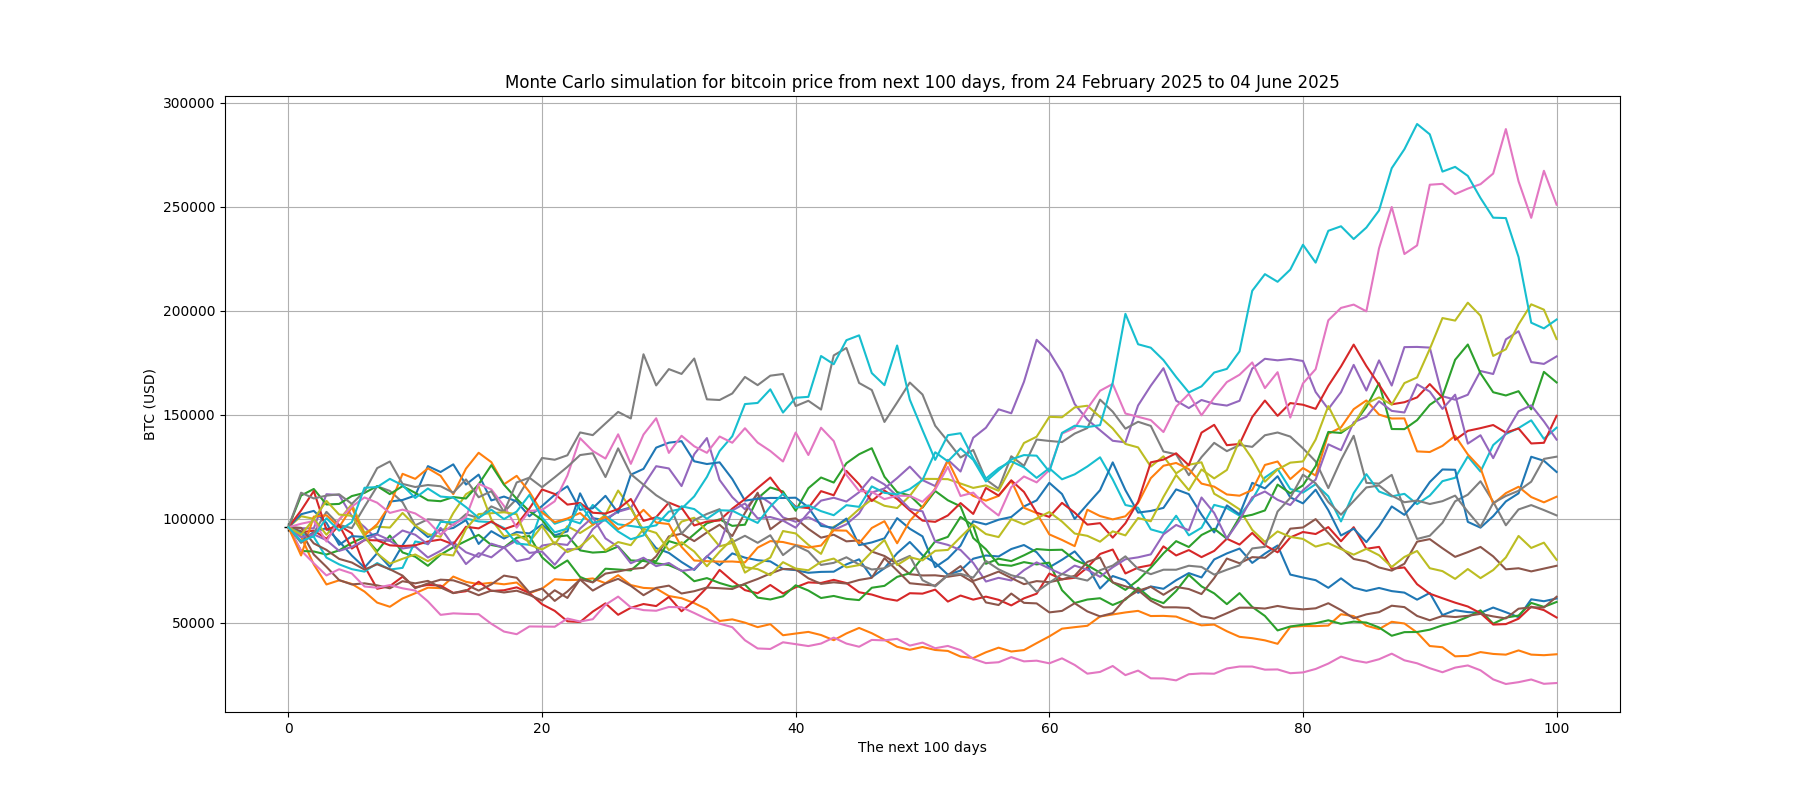 Monte Carlo simulation for bitcoin price from next 100 days, from 24 February 2025 to 04 June 2025
300000
250000
200000
150000
100000
50000
BTC (USD)
0 20 40 60 80 100
The next 100 days